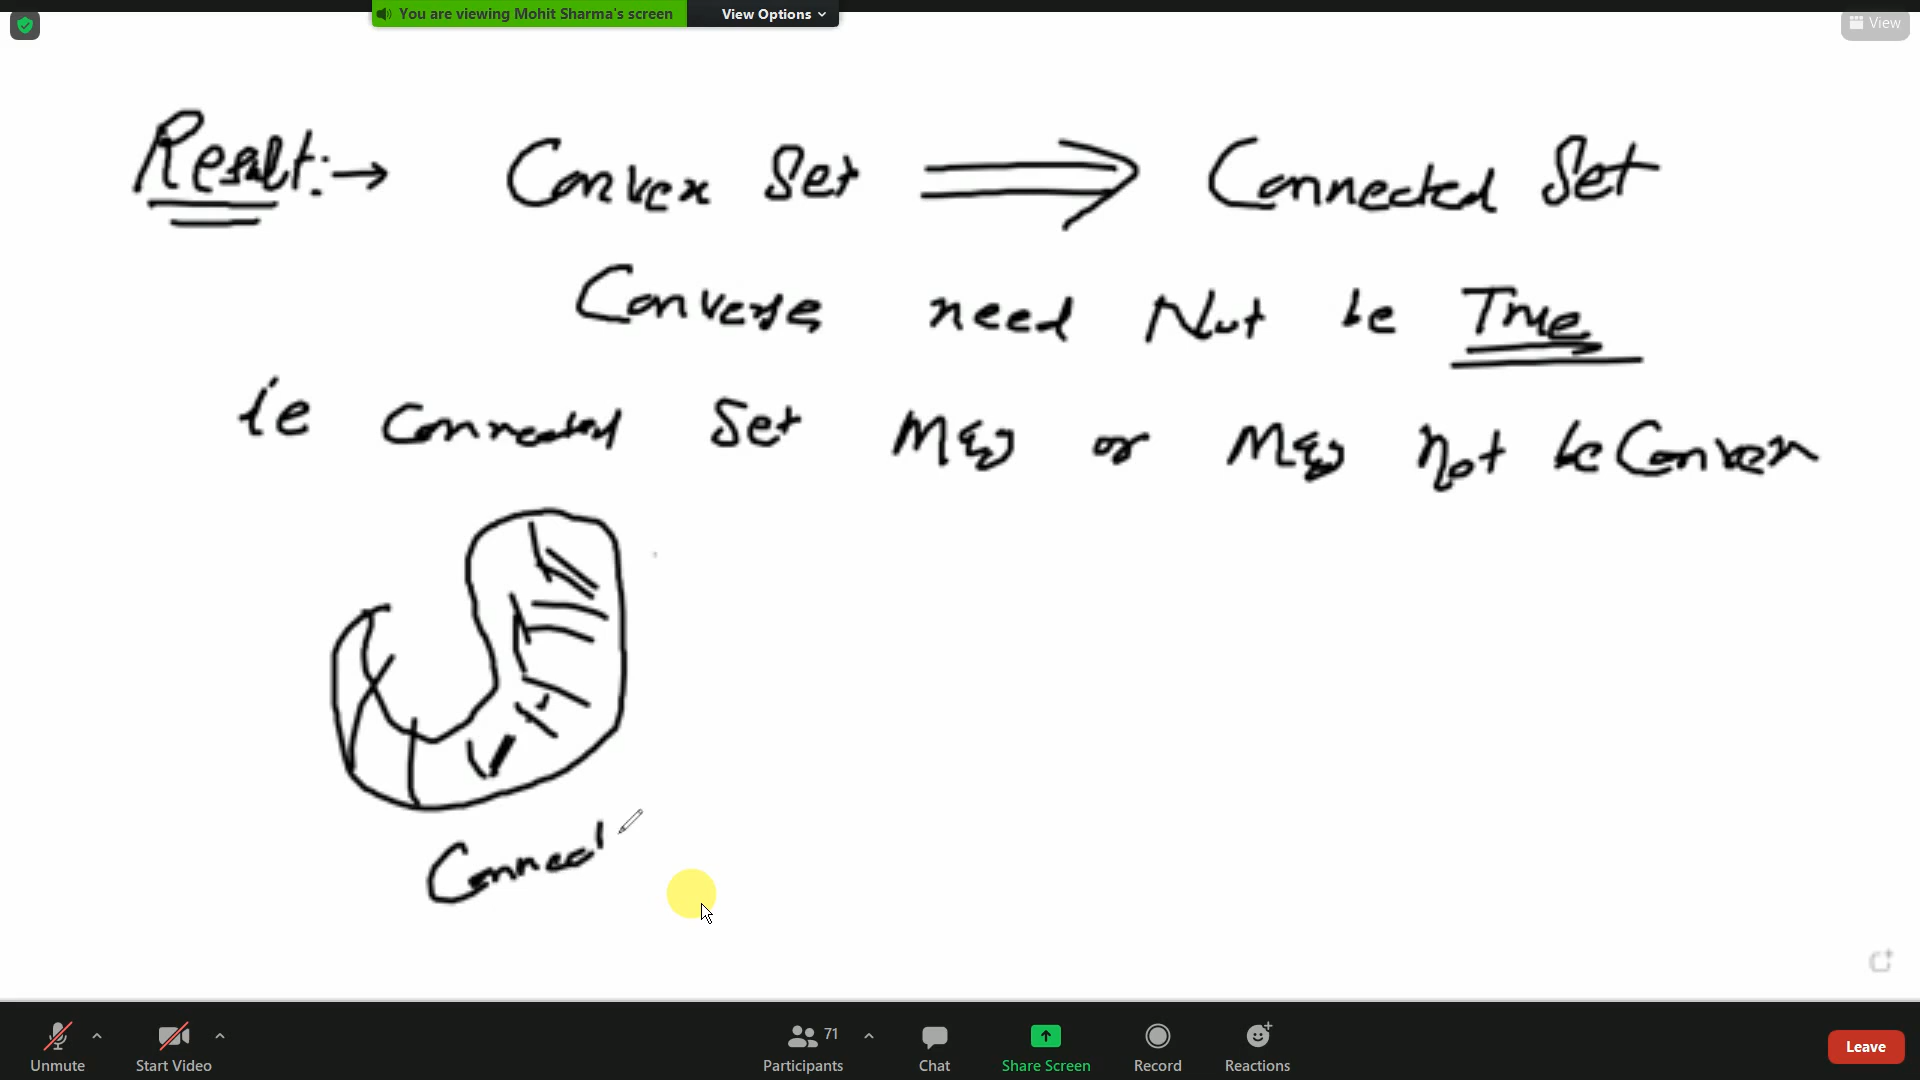 You are viewing Mohit Sharma's screen View Options
View
Result:→ Convex Set ⟹ Connected Set
Converse need Not be True
ie Connected Set May or May not be Convex
Connect
Unmute Start Video Participants 71 Chat Share Screen Record Reactions Leave